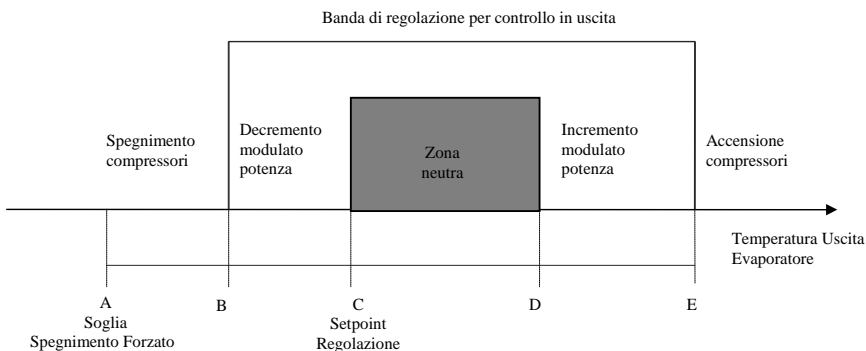 Banda di regolazione per controllo in uscita
Spegnimento
compressori
Decremento
modulato
potenza
Zona
neutra
Incremento
modulato
potenza
Accensione
compressori
Temperatura Uscita
Evaporatore
A
Soglia
Spegnimento Forzato
B
C
Setpoint
Regolazione
D
E